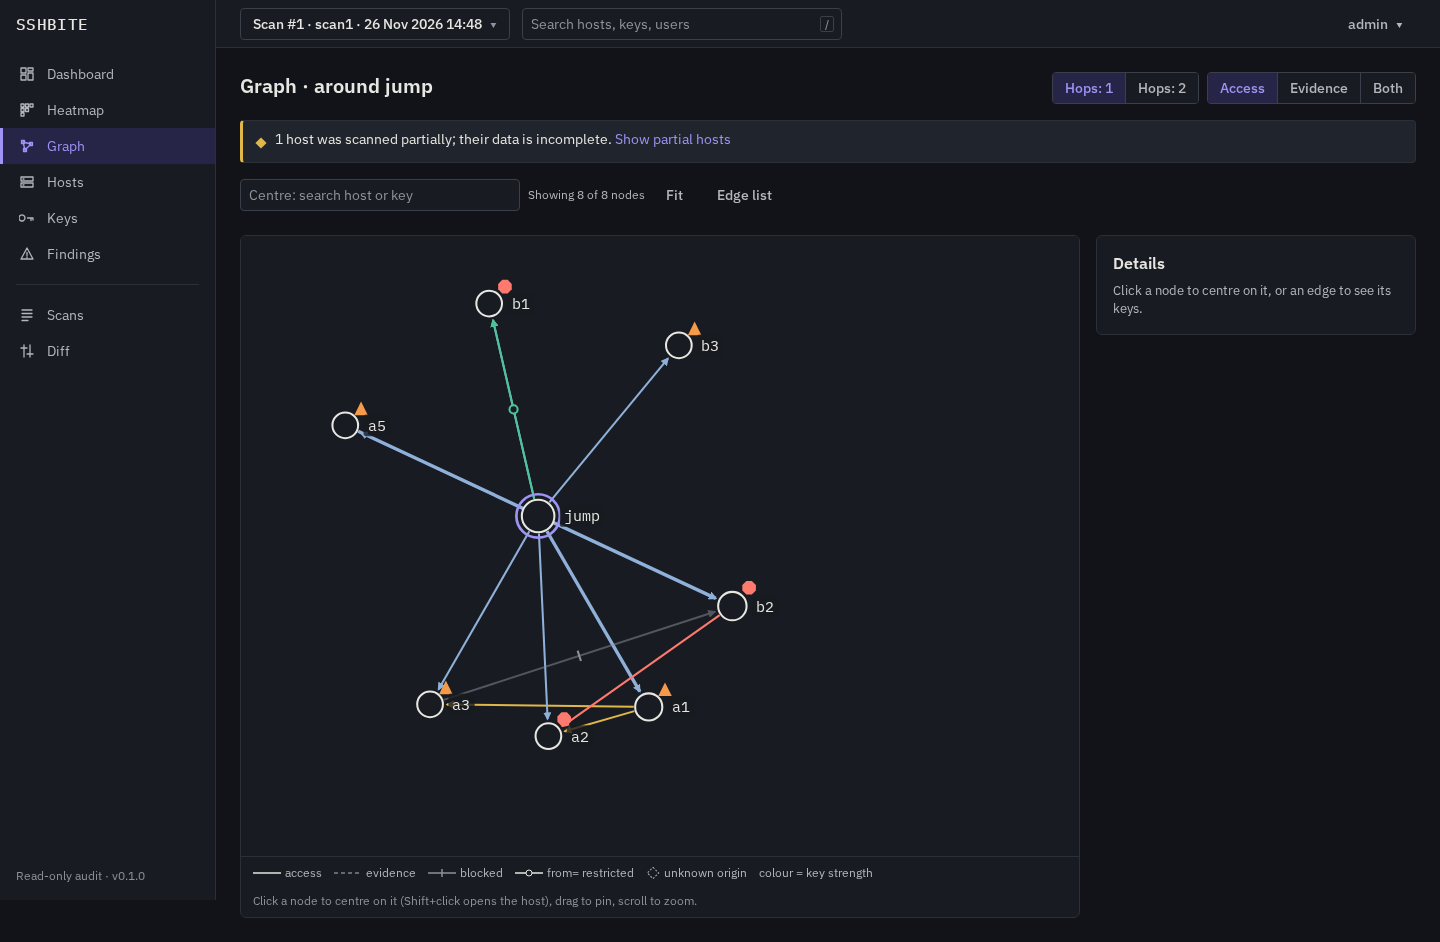 SSHBITE
Scan #1 · scan1 · 26 Nov 2026 14:48 ▾
Search hosts, keys, users
/
admin ▾
Dashboard
Heatmap
Graph
Hosts
Keys
Findings
Scans
Diff
Read-only audit · v0.1.0
Graph · around jump
Hops: 1
Hops: 2
Access
Evidence
Both
1 host was scanned partially; their data is incomplete. Show partial hosts
Centre: search host or key
Showing 8 of 8 nodes
Fit
Edge list
b1
b3
a5
jump
b2
a3
a1
a2
access
evidence
blocked
from= restricted
unknown origin
colour = key strength
Click a node to centre on it (Shift+click opens the host), drag to pin, scroll to zoom.
Details
Click a node to centre on it, or an edge to see its
keys.